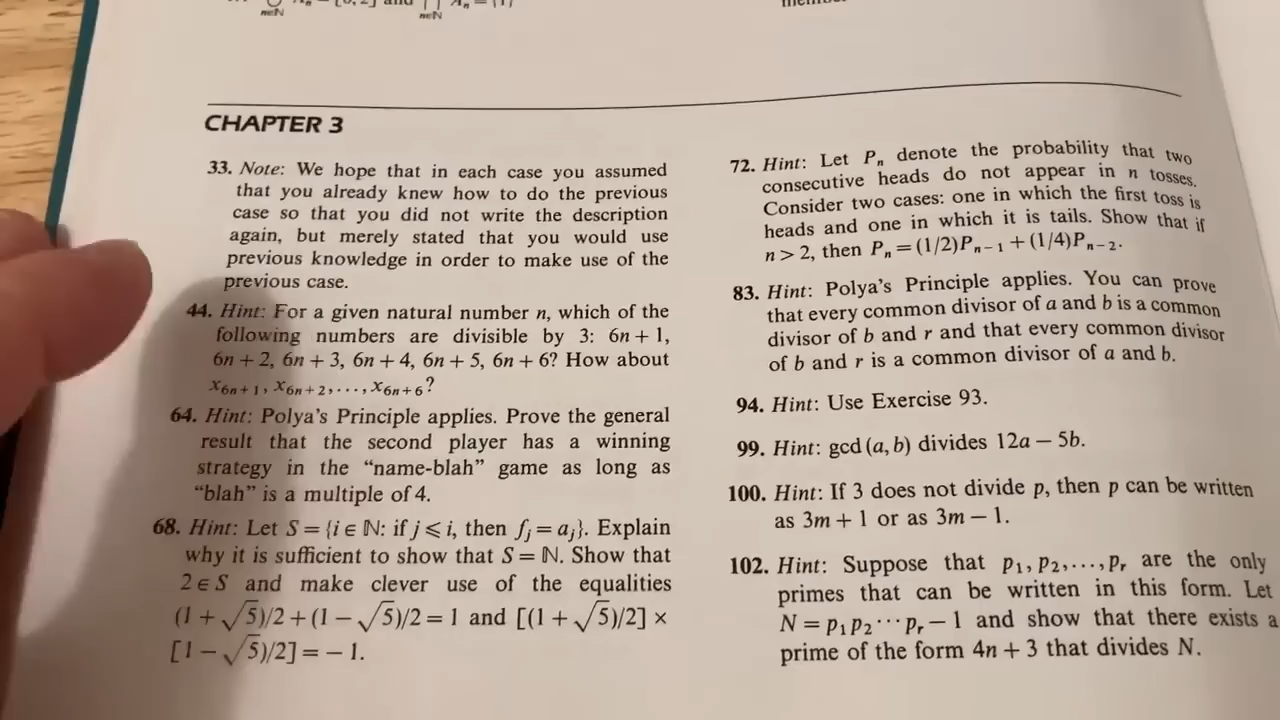 n∈ℕ
n∈ℕ
CHAPTER 3
33. Note: We hope that in each case you assumed
that you already knew how to do the previous
case so that you did not write the description
again, but merely stated that you would use
previous knowledge in order to make use of the
previous case.
44. Hint: For a given natural number n, which of the
following numbers are divisible by 3: 6n + 1,
6n + 2, 6n + 3, 6n + 4, 6n + 5, 6n + 6? How about
x₆ₙ₊₁, x₆ₙ₊₂,..., x₆ₙ₊₆?
64. Hint: Polya's Principle applies. Prove the general
result that the second player has a winning
strategy in the "name-blah" game as long as
"blah" is a multiple of 4.
68. Hint: Let S = {i ∈ ℕ: if j ⩽ i, then fⱼ = aⱼ}. Explain
why it is sufficient to show that S = ℕ. Show that
2 ∈ S and make clever use of the equalities
(1 + √5)/2 + (1 − √5)/2 = 1 and [(1 + √5)/2] ×
[1 − √5)/2] = − 1.
72. Hint: Let Pₙ denote the probability that two
consecutive heads do not appear in n tosses.
Consider two cases: one in which the first toss is
heads and one in which it is tails. Show that if
n > 2, then Pₙ = (1/2)Pₙ₋₁ + (1/4)Pₙ₋₂.
83. Hint: Polya's Principle applies. You can prove
that every common divisor of a and b is a common
divisor of b and r and that every common divisor
of b and r is a common divisor of a and b.
94. Hint: Use Exercise 93.
99. Hint: gcd (a, b) divides 12a − 5b.
100. Hint: If 3 does not divide p, then p can be written
as 3m + 1 or as 3m − 1.
102. Hint: Suppose that p₁, p₂,..., pᵣ are the only
primes that can be written in this form. Let
N = p₁p₂ ··· pᵣ − 1 and show that there exists a
prime of the form 4n + 3 that divides N.